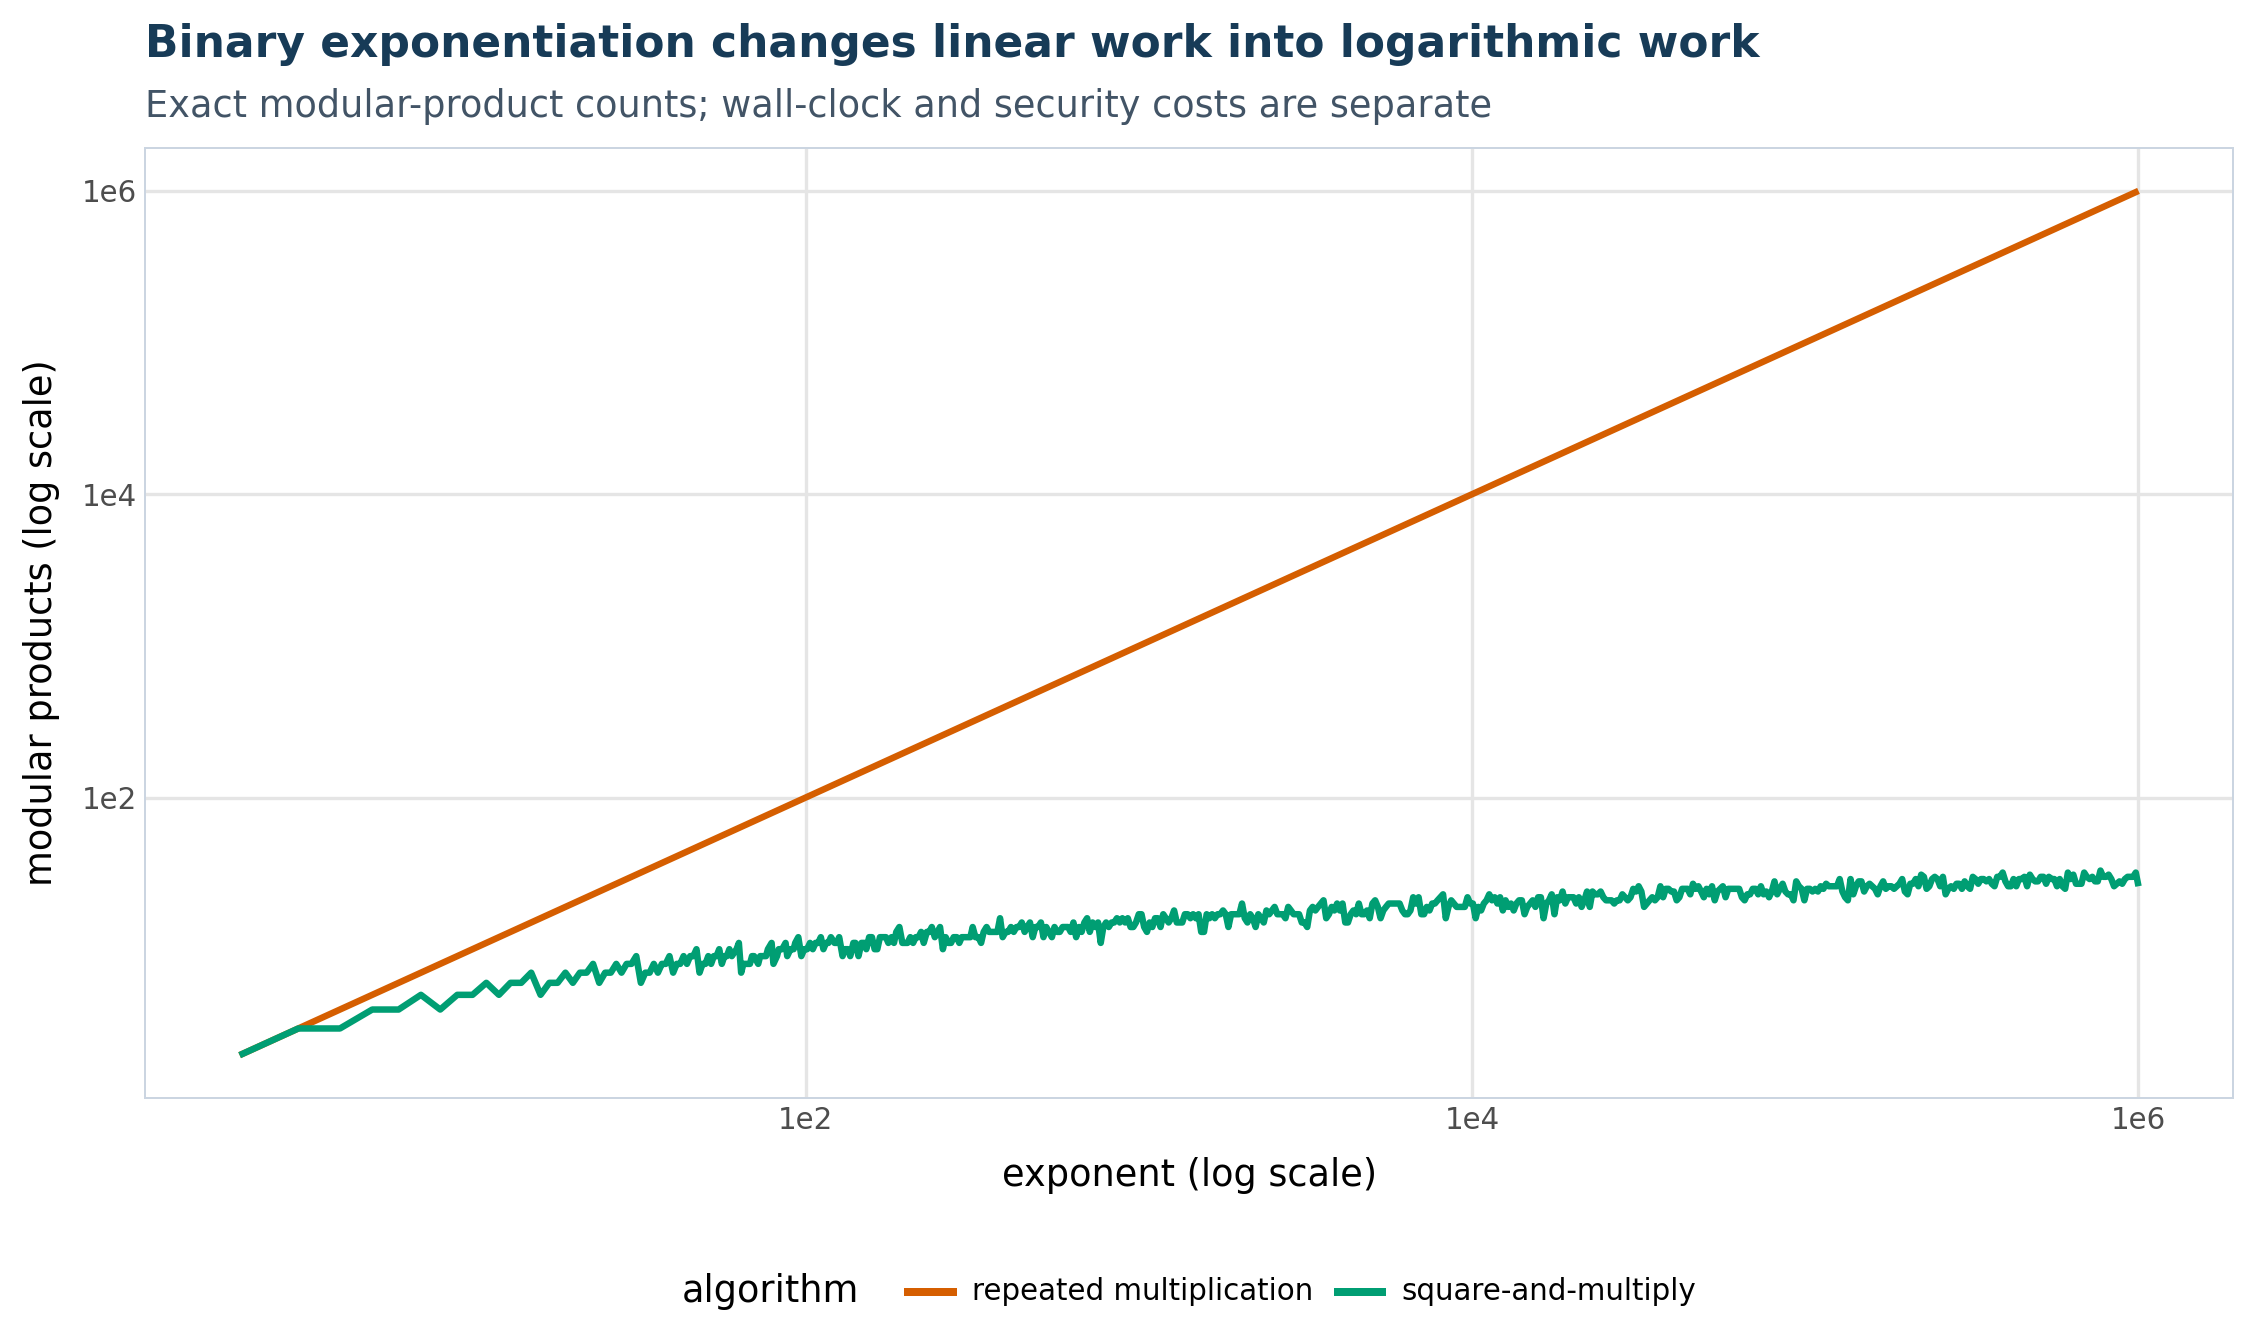 Binary exponentiation changes linear work into logarithmic work
Exact modular-product counts; wall-clock and security costs are separate
modular products (log scale)
1e6
1e4
1e2
1e2
1e4
1e6
exponent (log scale)
algorithm
repeated multiplication
square-and-multiply